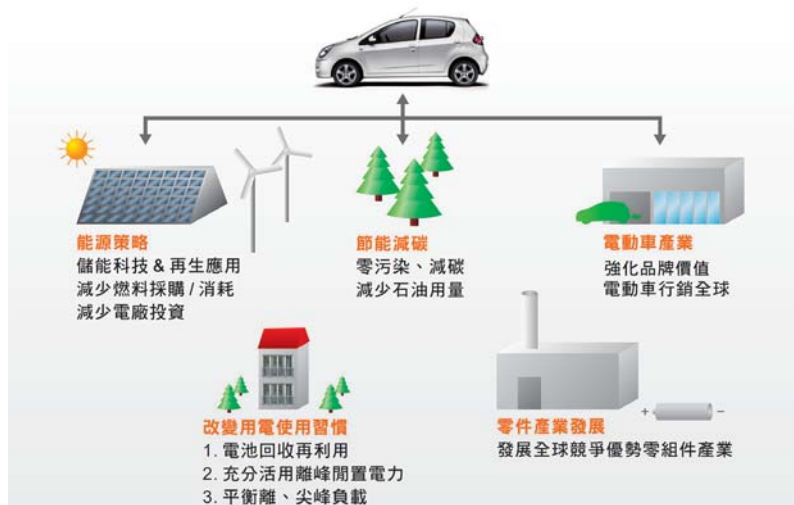 能源策略
儲能科技 & 再生應用
減少燃料採購 / 消耗
減少電廠投資
節能減碳
零污染、減碳
減少石油用量
電動車產業
強化品牌價值
電動車行銷全球
改變用電使用習慣
1. 電池回收再利用
2. 充分活用離峰閒置電力
3. 平衡離、尖峰負載
+ −
零件產業發展
發展全球競爭優勢零組件產業